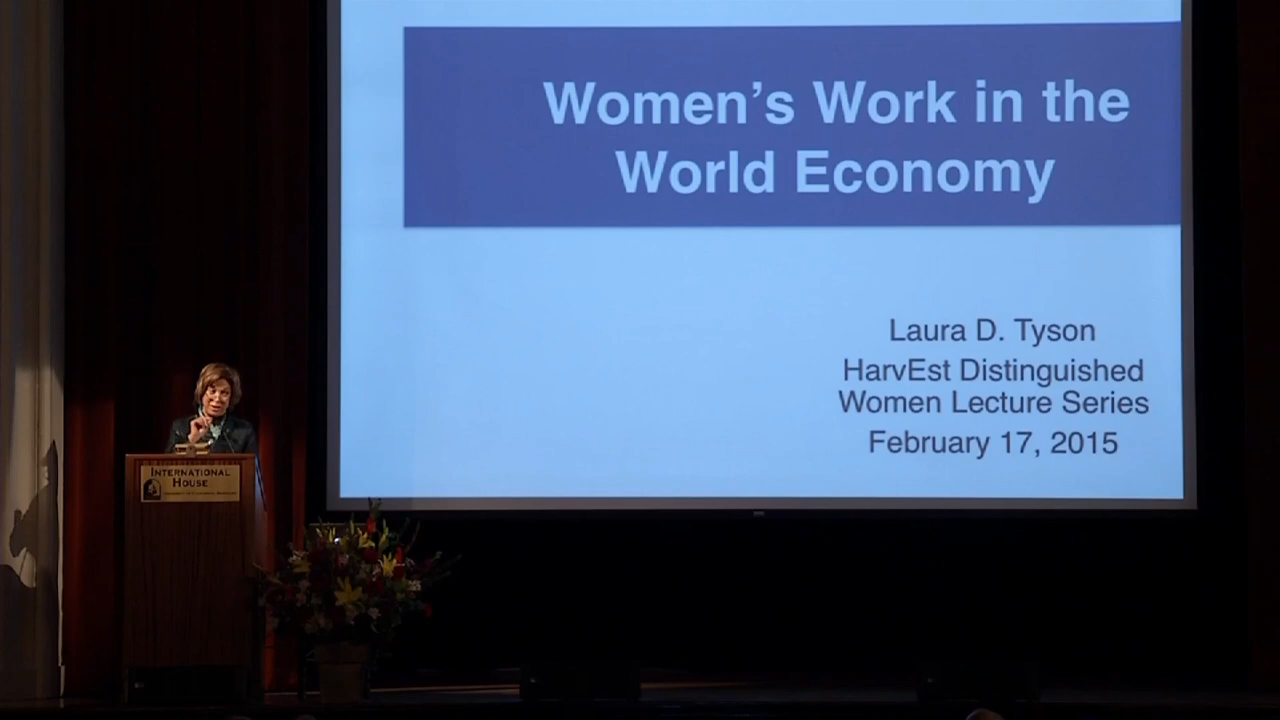 Women's Work in the
World Economy
Laura D. Tyson
HarvEst Distinguished
Women Lecture Series
February 17, 2015
INTERNATIONAL
HOUSE